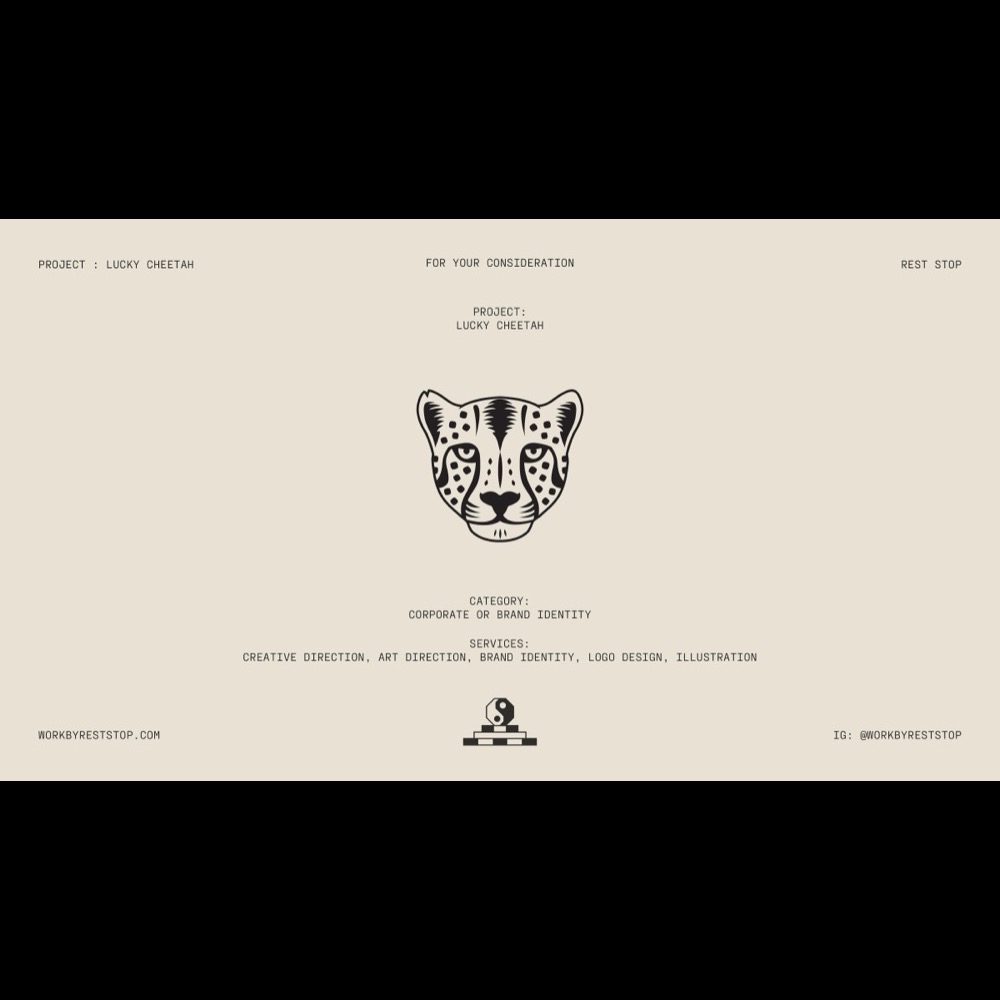 PROJECT : LUCKY CHEETAH
FOR YOUR CONSIDERATION
REST STOP
PROJECT:
LUCKY CHEETAH
CATEGORY:
CORPORATE OR BRAND IDENTITY
SERVICES:
CREATIVE DIRECTION, ART DIRECTION, BRAND IDENTITY, LOGO DESIGN, ILLUSTRATION
WORKBYRESTSTOP.COM
IG: @WORKBYRESTSTOP